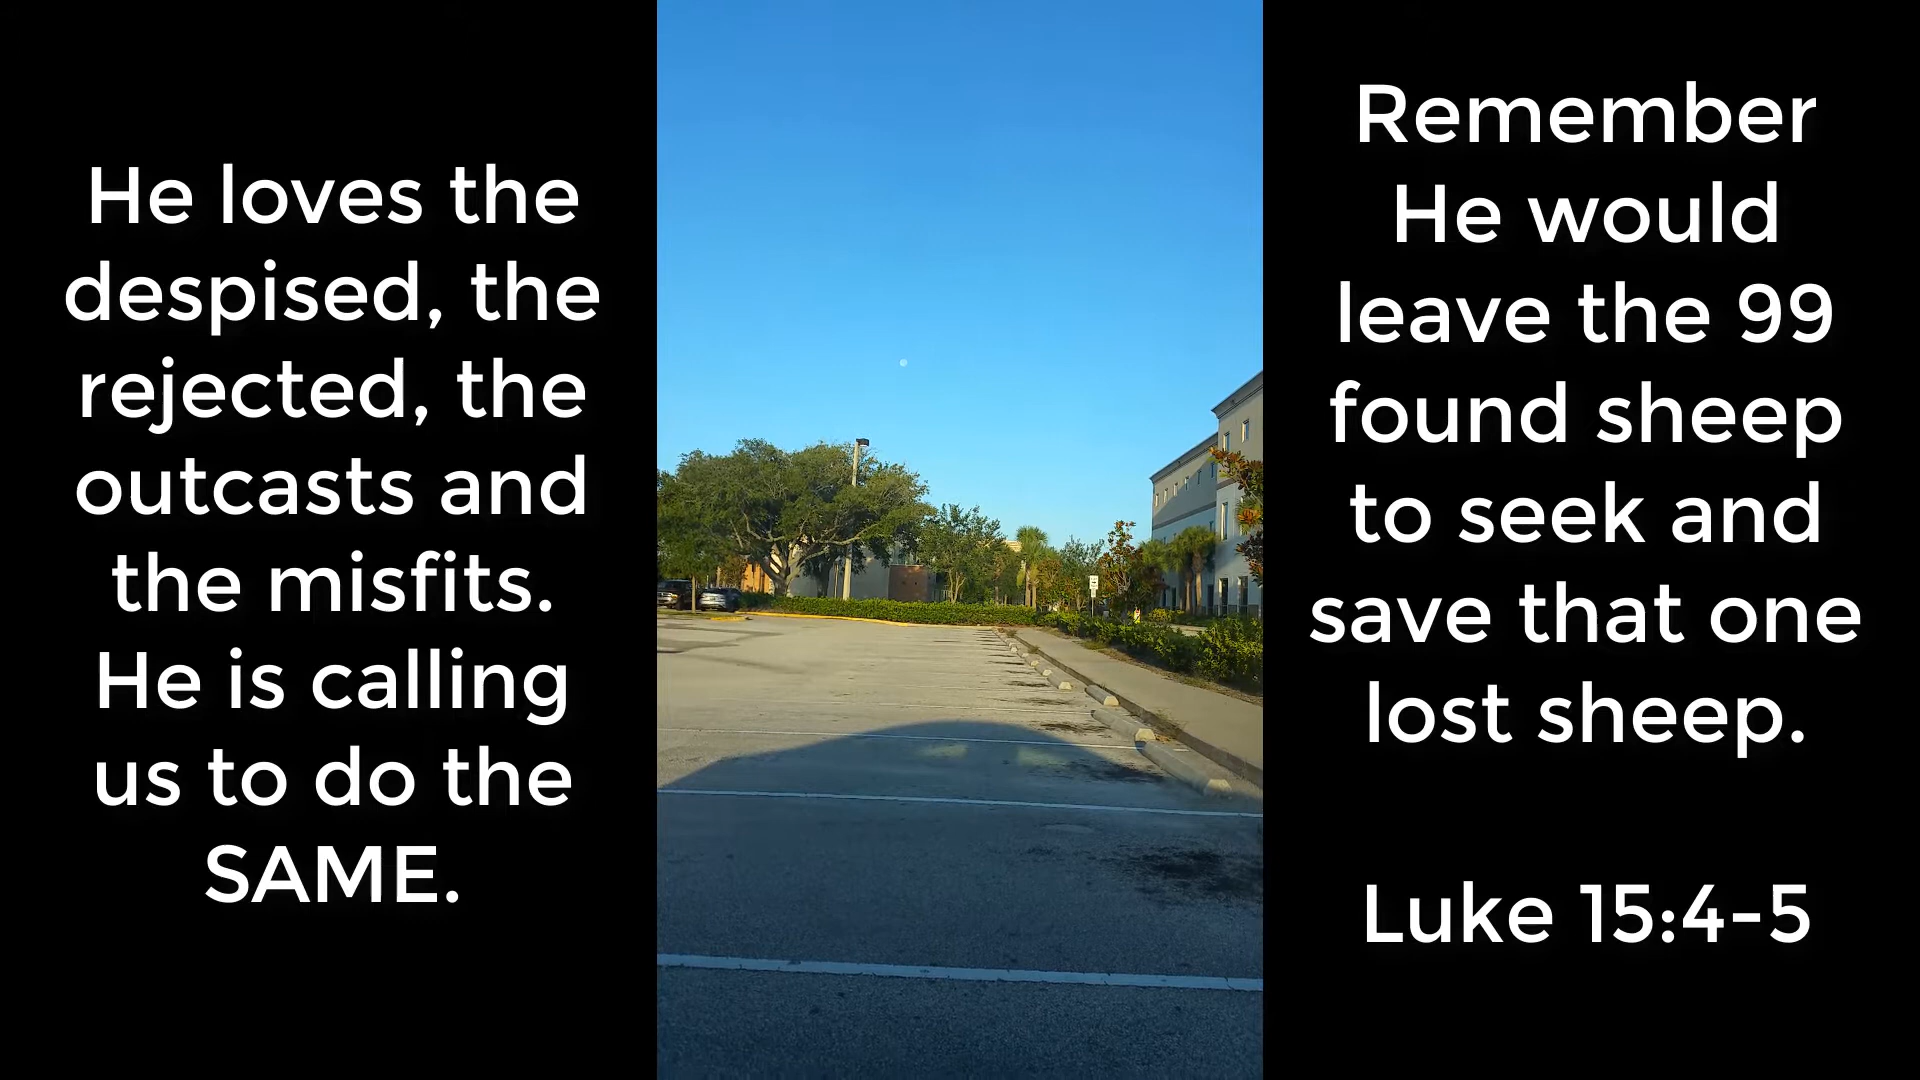 He loves the
despised, the
rejected, the
outcasts and
the misfits.
He is calling
us to do the
SAME.
Remember
He would
leave the 99
found sheep
to seek and
save that one
lost sheep.
Luke 15:4-5